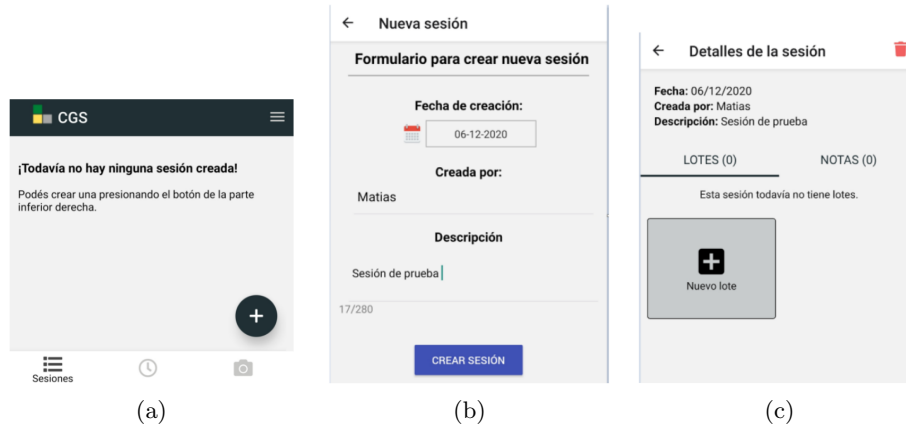 CGS
¡Todavía no hay ninguna sesión creada!
Podés crear una presionando el botón de la parte
inferior derecha.
Sesiones
(a)
Nueva sesión
Formulario para crear nueva sesión
Fecha de creación:
06-12-2020
Creada por:
Matias
Descripción
Sesión de prueba
17/280
CREAR SESIÓN
(b)
Detalles de la sesión
Fecha: 06/12/2020
Creada por: Matias
Descripción: Sesión de prueba
LOTES (0) NOTAS (0)
Esta sesión todavía no tiene lotes.
Nuevo lote
(c)